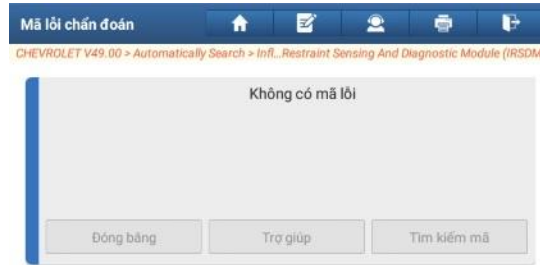 Mã lỗi chẩn đoán
CHEVROLET V49.00 > Automatically Search > Infl...Restraint Sensing And Diagnostic Module (IRSDM
Không có mã lỗi
Đóng băng Trợ giúp Tìm kiếm mã